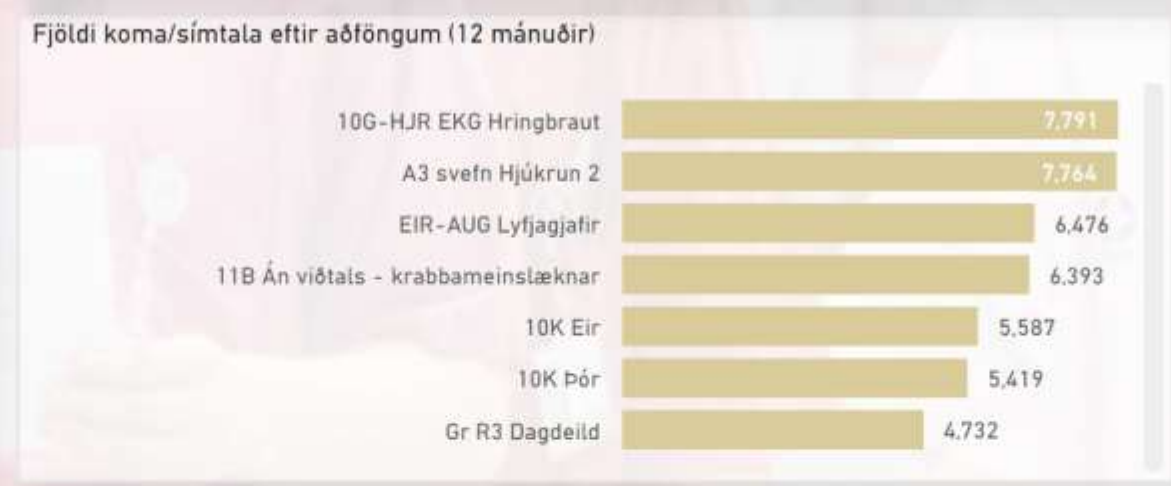 Fjöldi koma/símtala eftir aðföngum (12 mánuðir)
10G-HJR EKG Hringbraut 7,791
A3 svefn Hjúkrun 2 7,764
EIR-AUG Lyfjagjafir 6,476
11B Án viðtals - krabbameinslæknar 6,393
10K Eir 5,587
10K Þór 5,419
Gr R3 Dagdeild 4,732